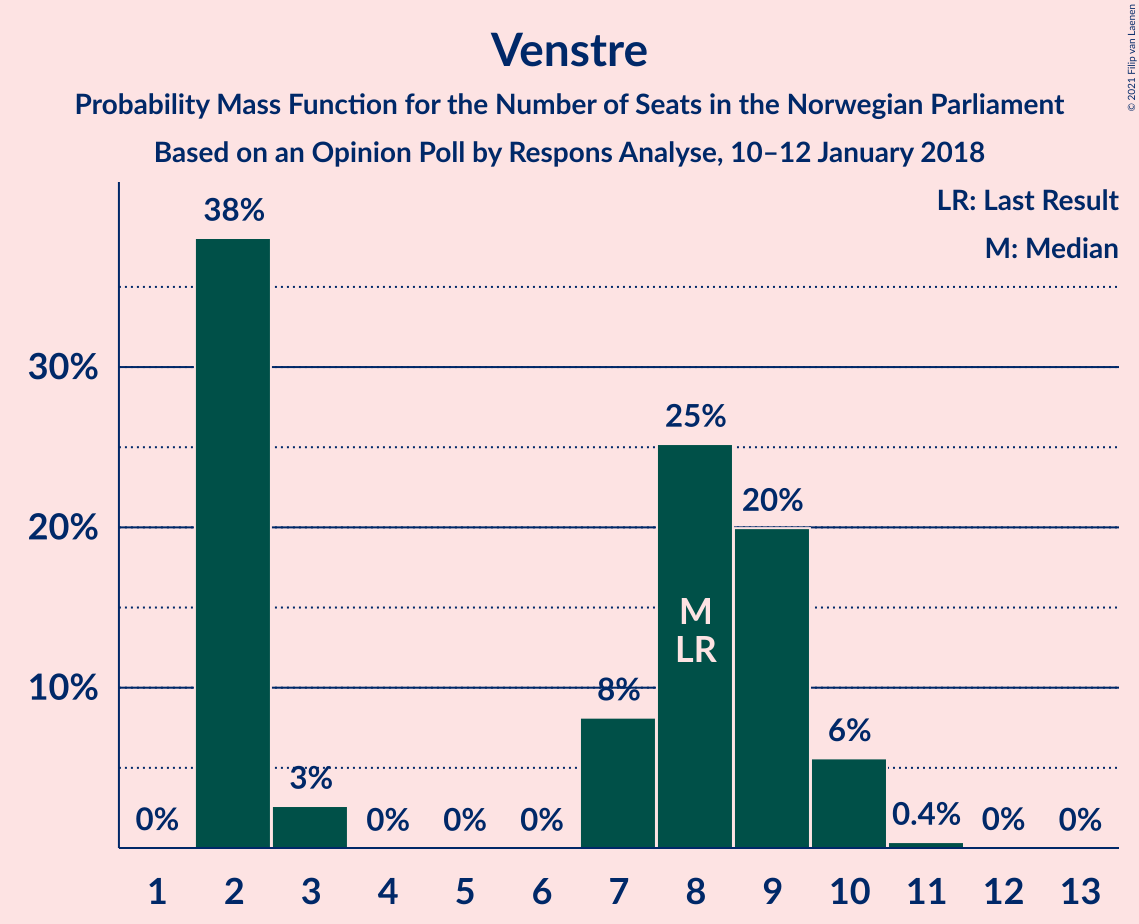 Venstre
Probability Mass Function for the Number of Seats in the Norwegian Parliament
Based on an Opinion Poll by Respons Analyse, 10–12 January 2018
© 2021 Filip van Laenen
LR: Last Result
M: Median
38%
30%
25%
20%
20%
M
LR
10%
8%
6%
3%
0%
0%
0%
0%
0.4%
0%
0%
1 2 3 4 5 6 7 8 9 10 11 12 13